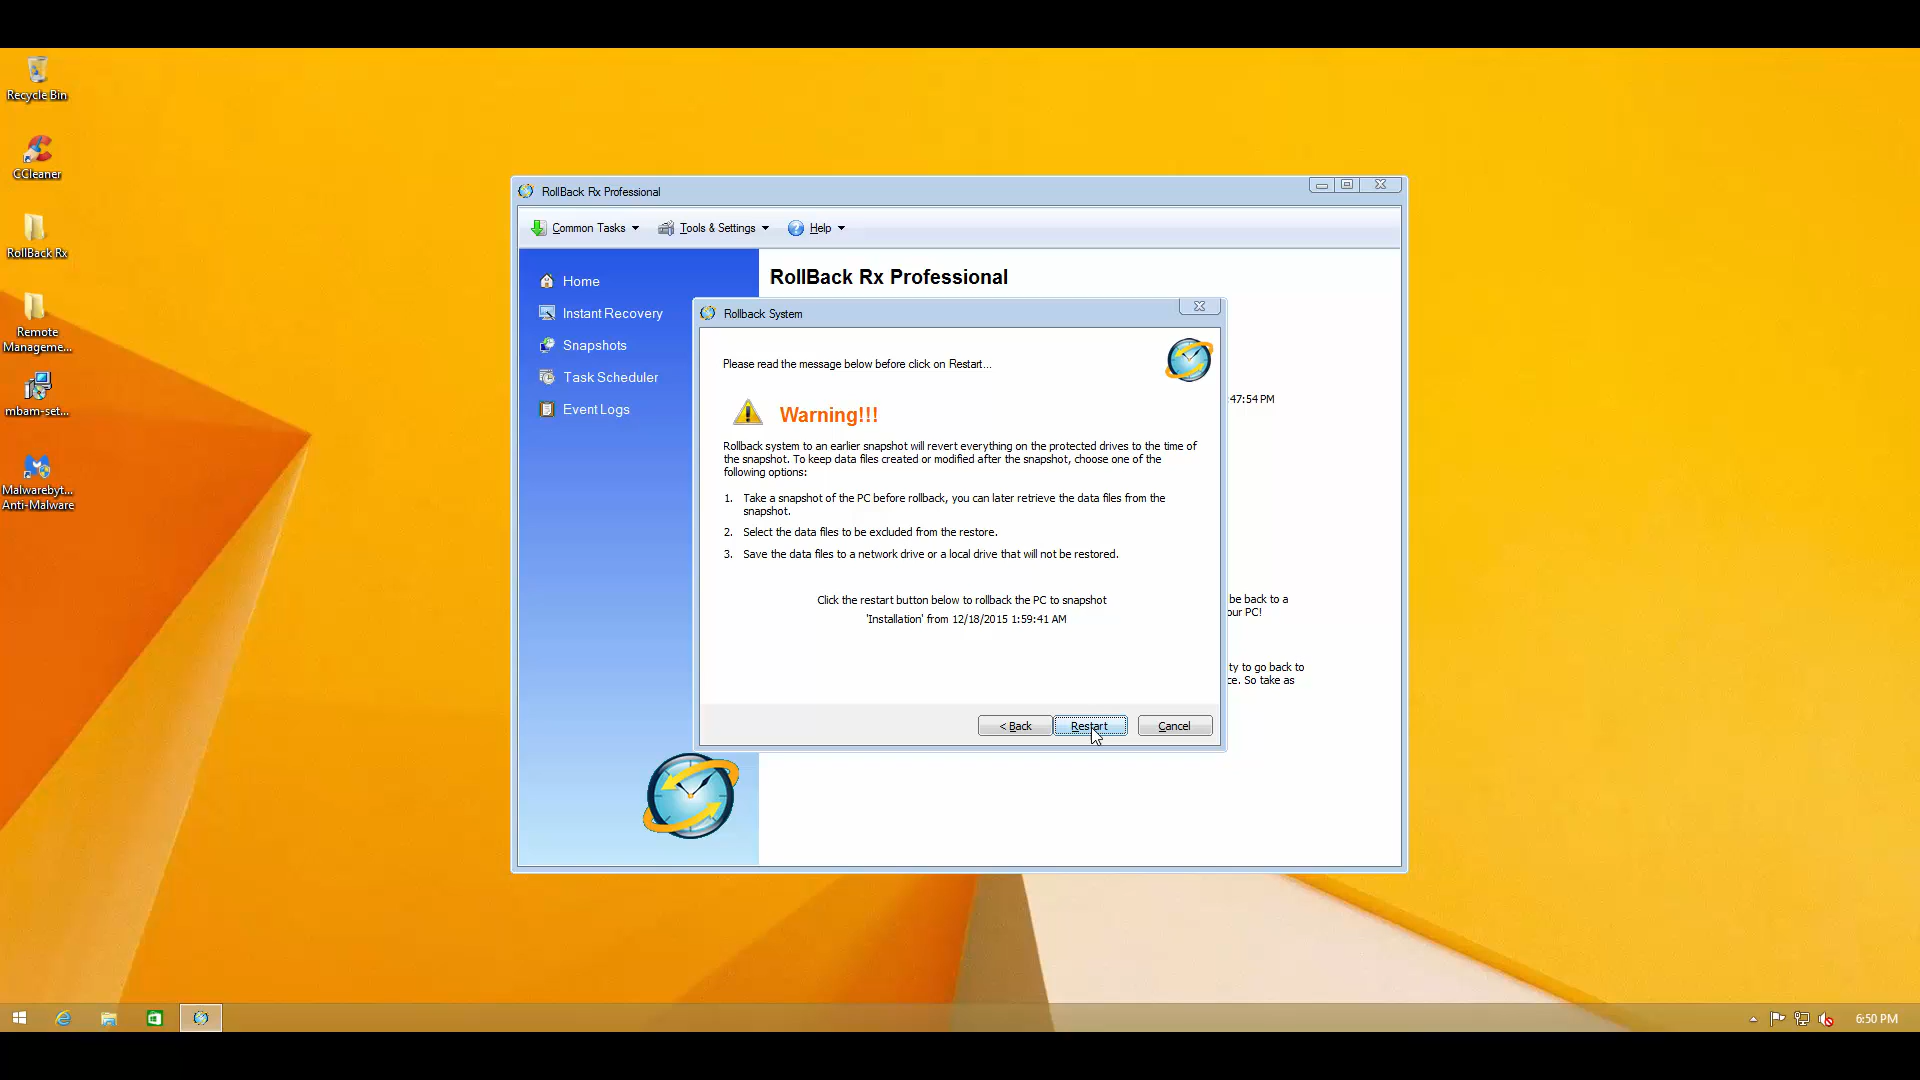 Recycle Bin
CCleaner
RollBack Rx
Remote
Manageme...
mbam-set...
Malwarebyt...
Anti-Malware
RollBack Rx Professional
Common Tasks
Tools & Settings
Help
Home
Instant Recovery
Snapshots
Task Scheduler
Event Logs
RollBack Rx Professional
47:54 PM
be back to a
our PC!
ty to go back to
ce. So take as
Rollback System
Please read the message below before click on Restart...
Warning!!!
Rollback system to an earlier snapshot will revert everything on the protected drives to the time of
the snapshot. To keep data files created or modified after the snapshot, choose one of the
following options:
1. Take a snapshot of the PC before rollback, you can later retrieve the data files from the
snapshot.
2. Select the data files to be excluded from the restore.
3. Save the data files to a network drive or a local drive that will not be restored.
Click the restart button below to rollback the PC to snapshot
'Installation' from 12/18/2015 1:59:41 AM
< Back
Restart
Cancel
6:50 PM